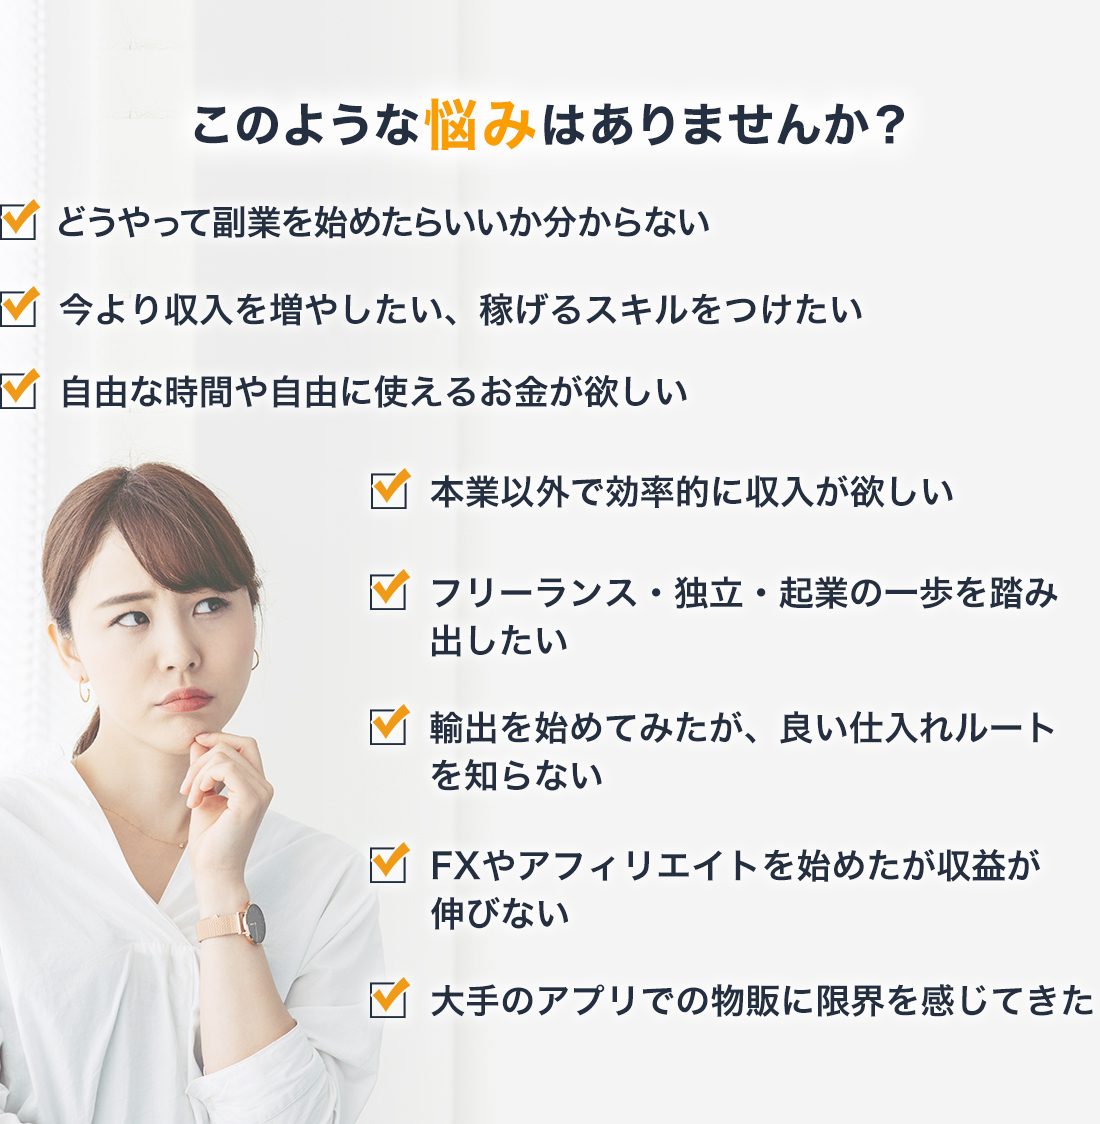 このような悩みはありませんか？
どうやって副業を始めたらいいか分からない
今より収入を増やしたい、稼げるスキルをつけたい
自由な時間や自由に使えるお金が欲しい
本業以外で効率的に収入が欲しい
フリーランス・独立・起業の一歩を踏み
出したい
輸出を始めてみたが、良い仕入れルート
を知らない
FXやアフィリエイトを始めたが収益が
伸びない
大手のアプリでの物販に限界を感じてきた